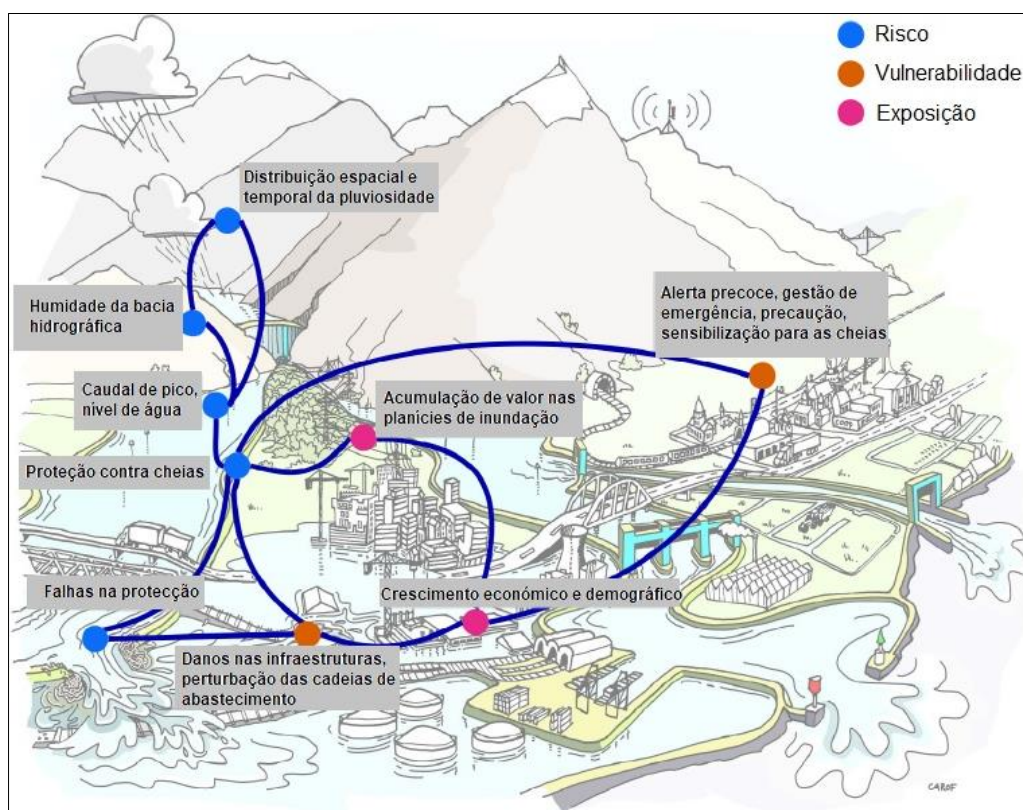 Risco
Vulnerabilidade
Exposição
Distribuição espacial e
temporal da pluviosidade
Humidade da bacia
hidrográfica
Alerta precoce, gestão de
emergência, precaução,
sensibilização para as cheias
Caudal de pico,
nível de água
Acumulação de valor nas
planícies de inundação
Proteção contra cheias
Falhas na protecção
Crescimento económico e demográfico
Danos nas infraestruturas,
perturbação das cadeias de
abastecimento
CAROF